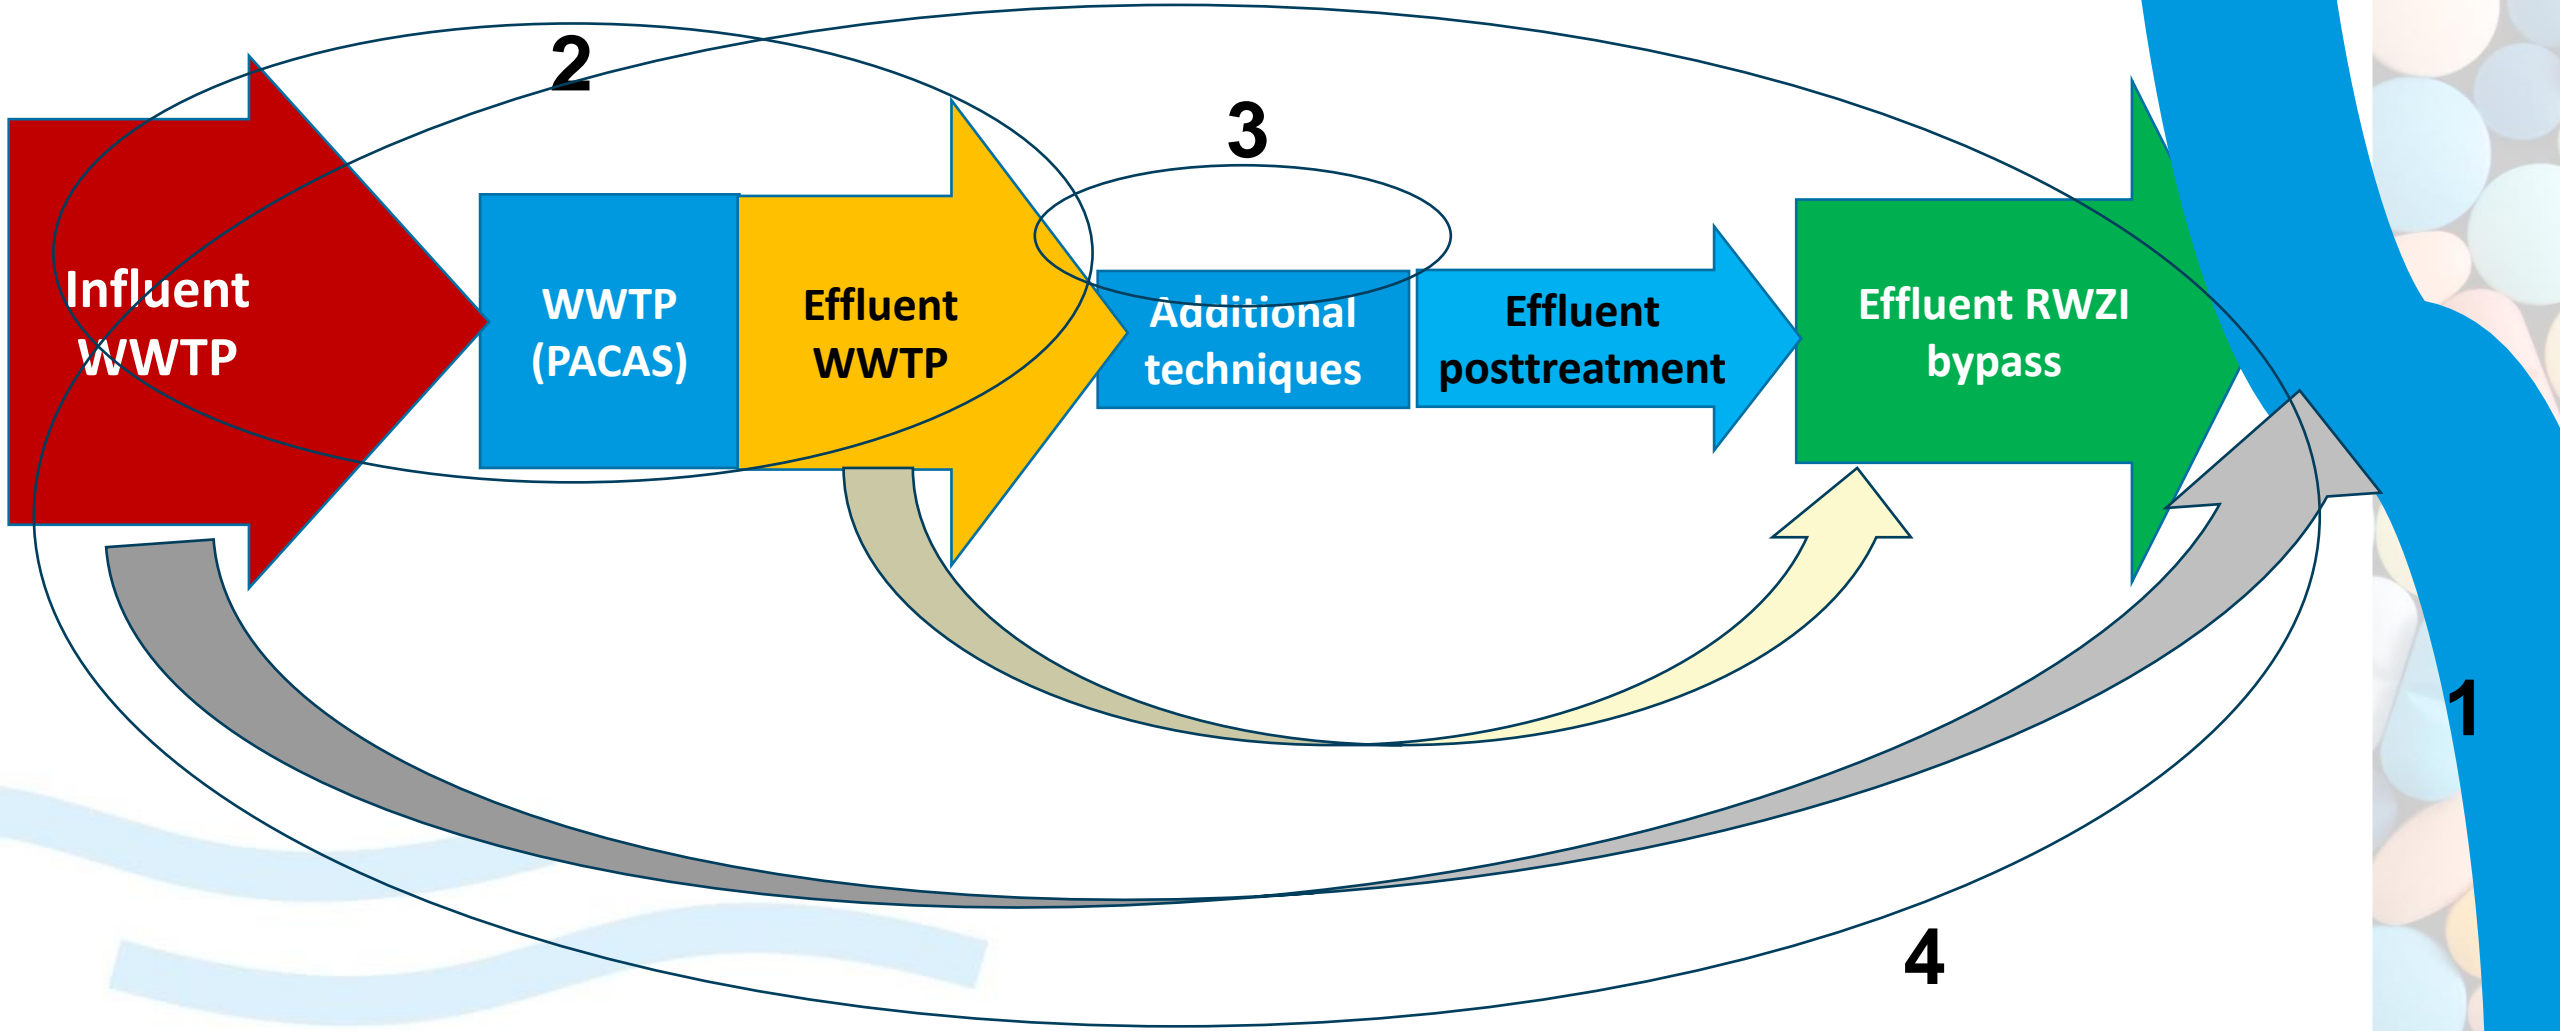 2
3
Influent
WWTP
WWTP
(PACAS)
Effluent
WWTP
Additional
techniques
Effluent
posttreatment
Effluent RWZI
bypass
1
4